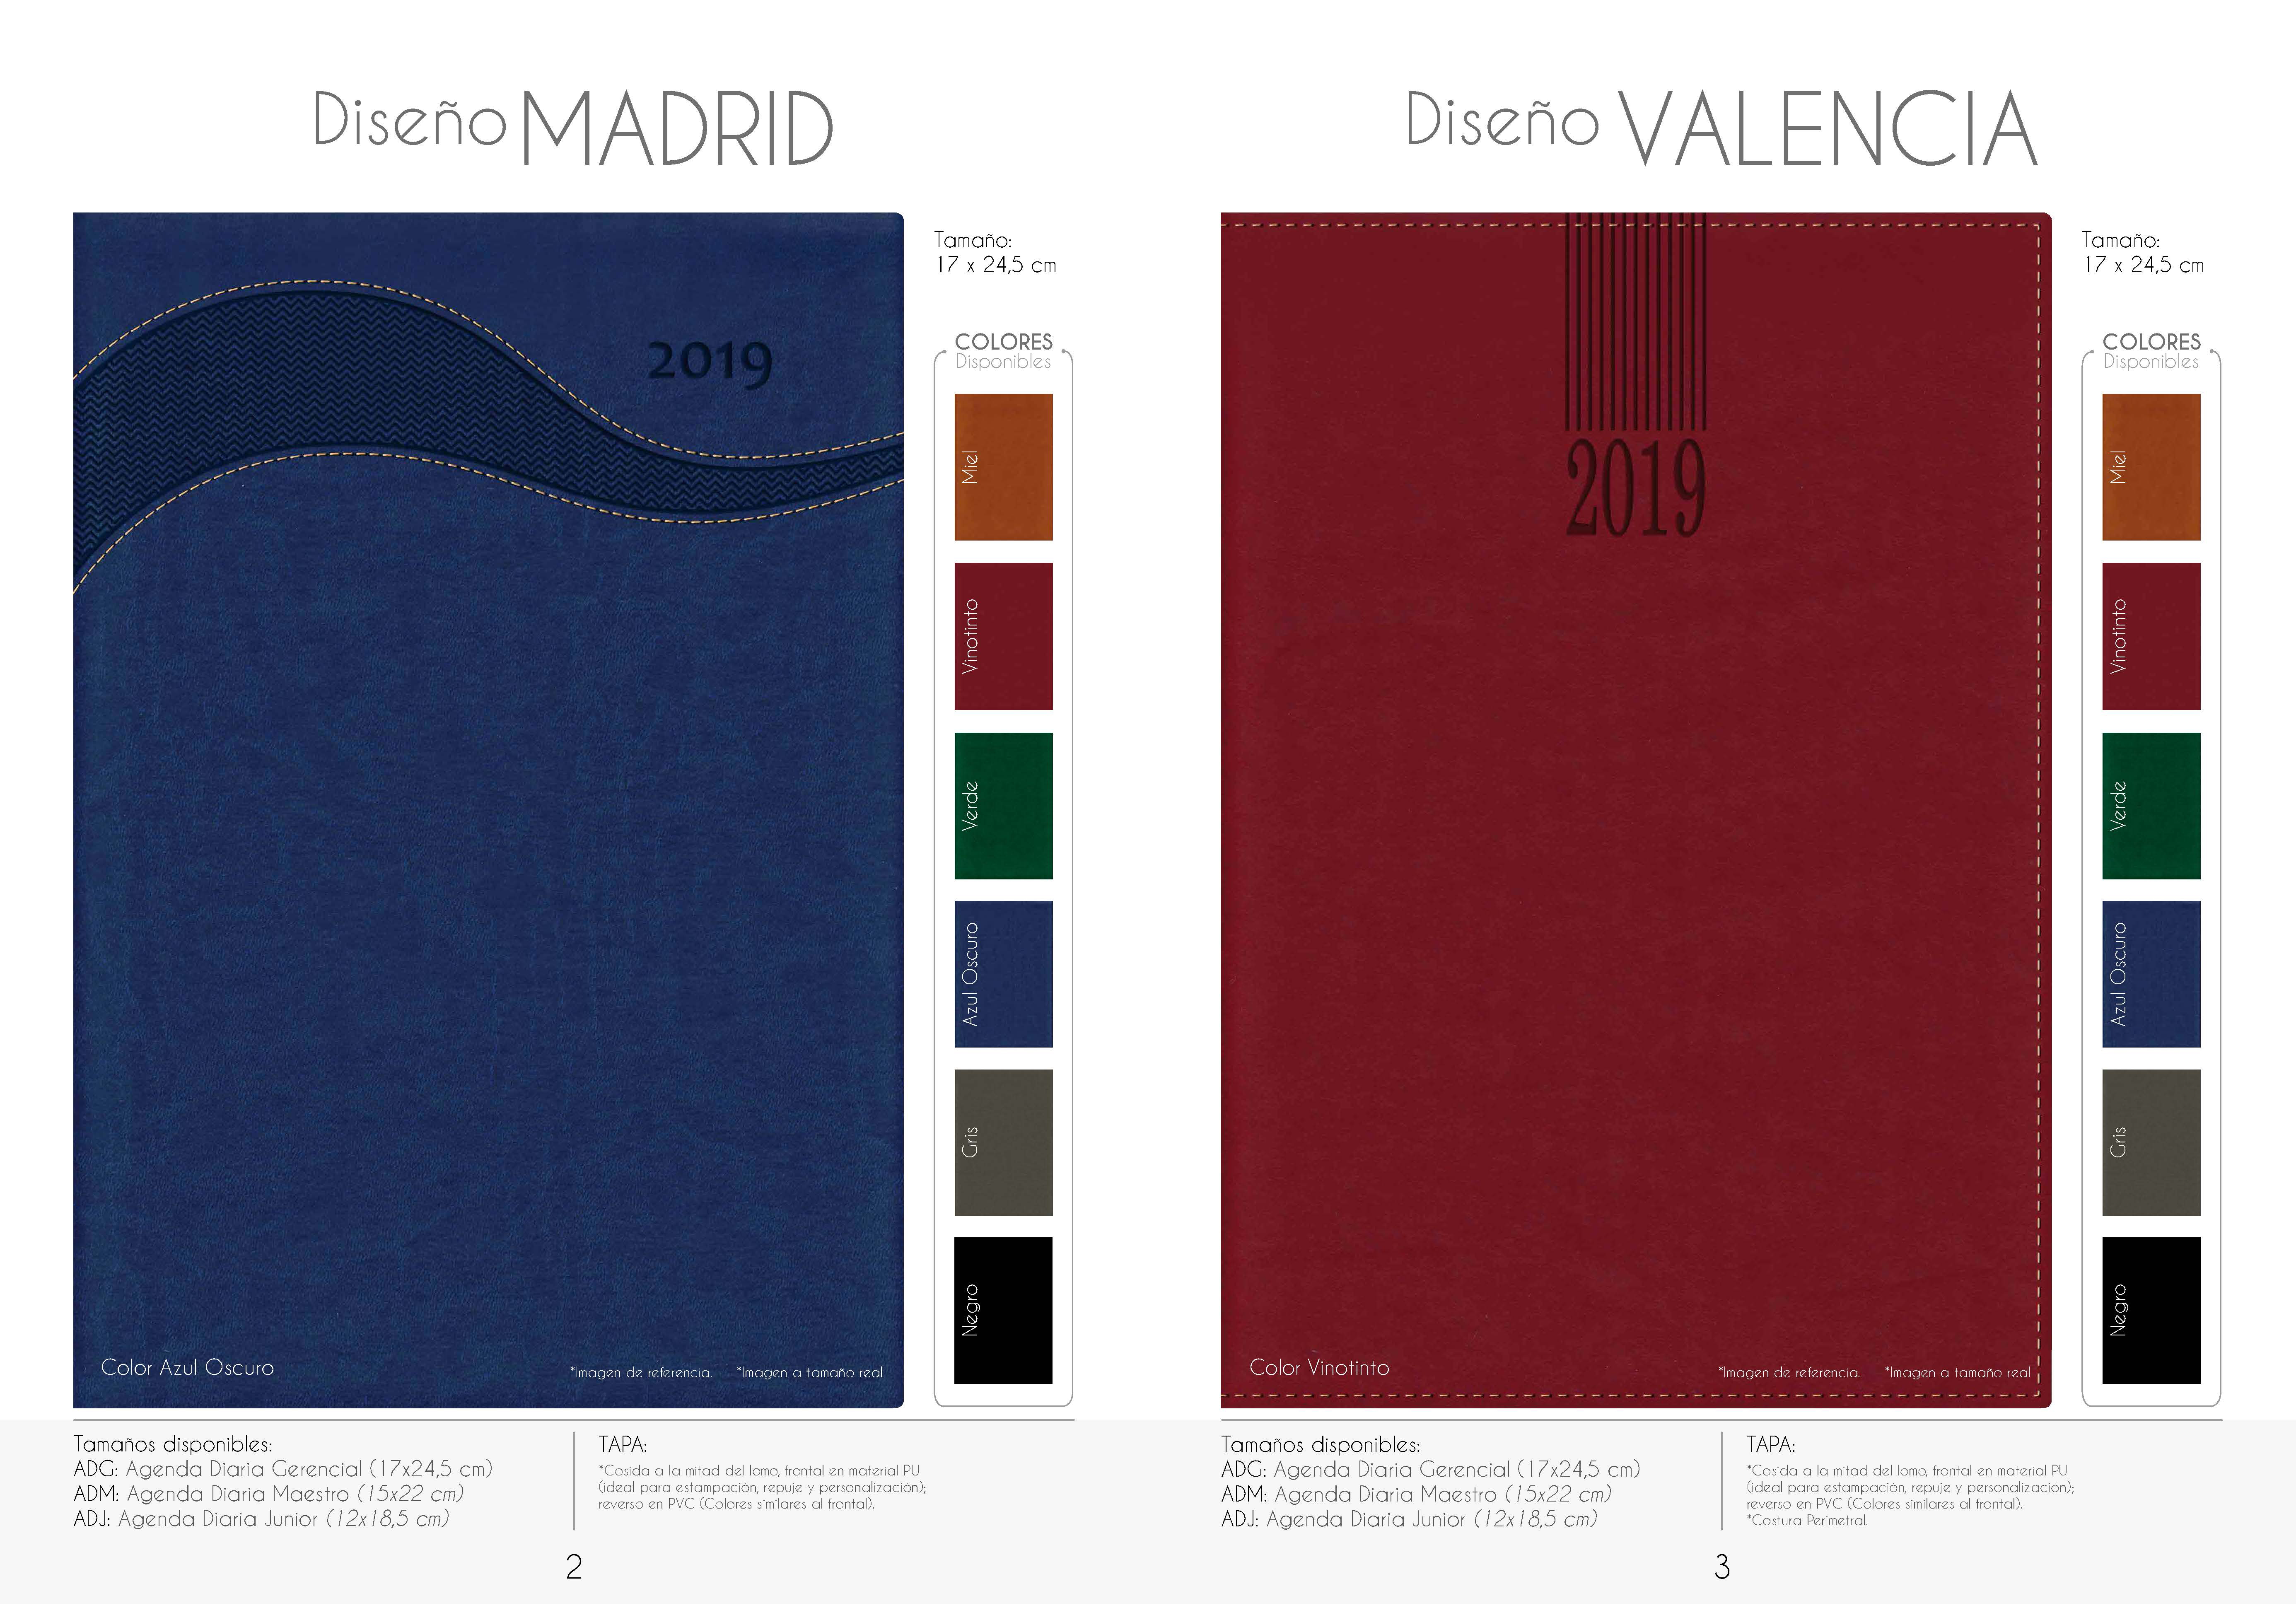 Diseño MADRID
2019
Color Azul Oscuro
*Imagen de referencia. *Imagen a tamaño real
Tamaño:
17 x 24,5 cm
COLORES
Disponibles
Miel
Vinotinto
Verde
Azul Oscuro
Gris
Negro
Tamaños disponibles:
ADG: Agenda Diaria Gerencial (17x24,5 cm)
ADM: Agenda Diaria Maestro (15x22 cm)
ADJ: Agenda Diaria Junior (12x18,5 cm)
TAPA:
*Cosida a la mitad del lomo, frontal en material PU
(ideal para estampación, repuje y personalización);
reverso en PVC (Colores similares al frontal).
2
Diseño VALENCIA
2019
Color Vinotinto
*Imagen de referencia. *Imagen a tamaño real
Tamaño:
17 x 24,5 cm
COLORES
Disponibles
Miel
Vinotinto
Verde
Azul Oscuro
Gris
Negro
Tamaños disponibles:
ADG: Agenda Diaria Gerencial (17x24,5 cm)
ADM: Agenda Diaria Maestro (15x22 cm)
ADJ: Agenda Diaria Junior (12x18,5 cm)
TAPA:
*Cosida a la mitad del lomo, frontal en material PU
(ideal para estampación, repuje y personalización);
reverso en PVC (Colores similares al frontal).
*Costura Perimetral.
3